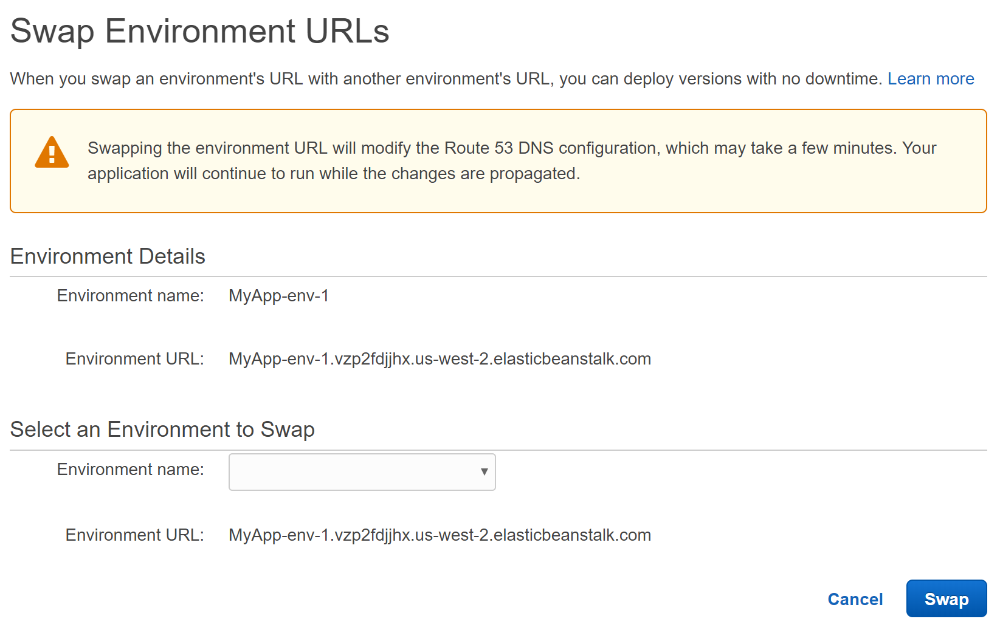 Swap Environment URLs
When you swap an environment's URL with another environment's URL, you can deploy versions with no downtime. Learn more
Swapping the environment URL will modify the Route 53 DNS configuration, which may take a few minutes. Your
application will continue to run while the changes are propagated.
Environment Details
Environment name: MyApp-env-1
Environment URL: MyApp-env-1.vzp2fdjjhx.us-west-2.elasticbeanstalk.com
Select an Environment to Swap
Environment name:
Environment URL: MyApp-env-1.vzp2fdjjhx.us-west-2.elasticbeanstalk.com
Cancel Swap